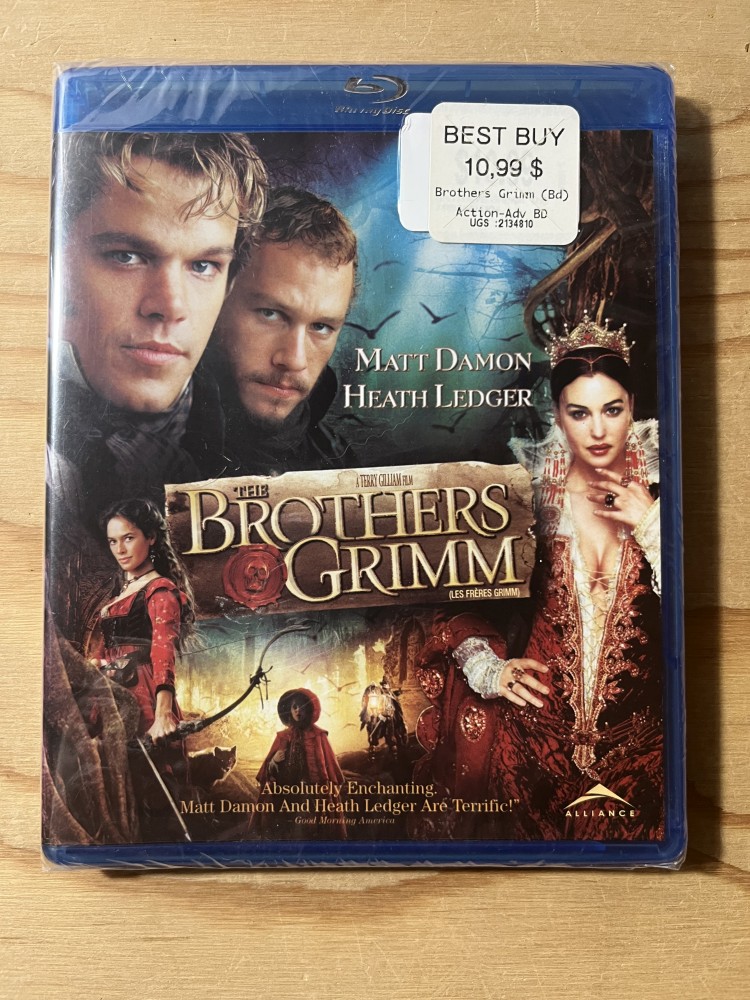 Blu-ray Disc
BEST BUY
10,99 $
Brothers Grimm (Bd)
Action-Adv BD
UGS :2134810
MATT DAMON
HEATH LEDGER
A TERRY GILLIAM FILM
THE
BROTHERS
GRIMM
(LES FRÈRES GRIMM)
"Absolutely Enchanting.
Matt Damon And Heath Ledger Are Terrific!"
– Good Morning America
ALLIANCE